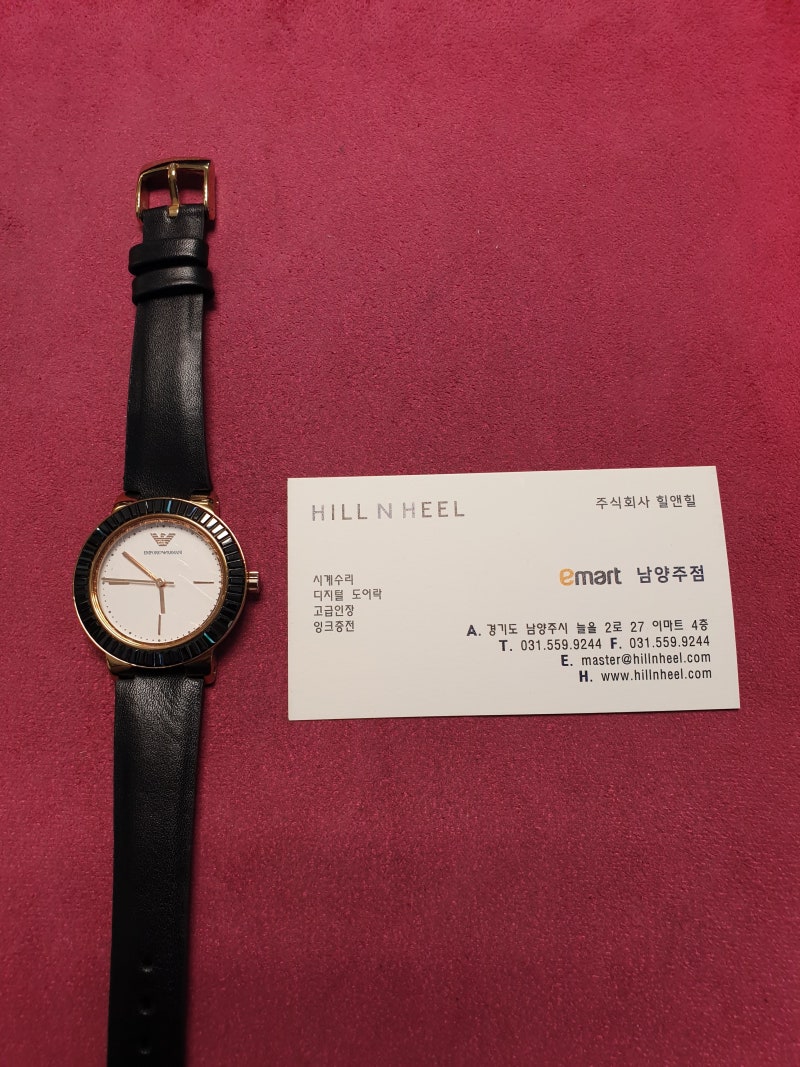 EMPORIO ARMANI
HILL N HEEL
주식회사 힐앤힐
시계수리
디지털 도어락
고급인장
잉크충전
emart 남양주점
A. 경기도 남양주시 늘을 2로 27 이마트 4층
T. 031.559.9244 F. 031.559.9244
E. master@hillnheel.com
H. www.hillnheel.com